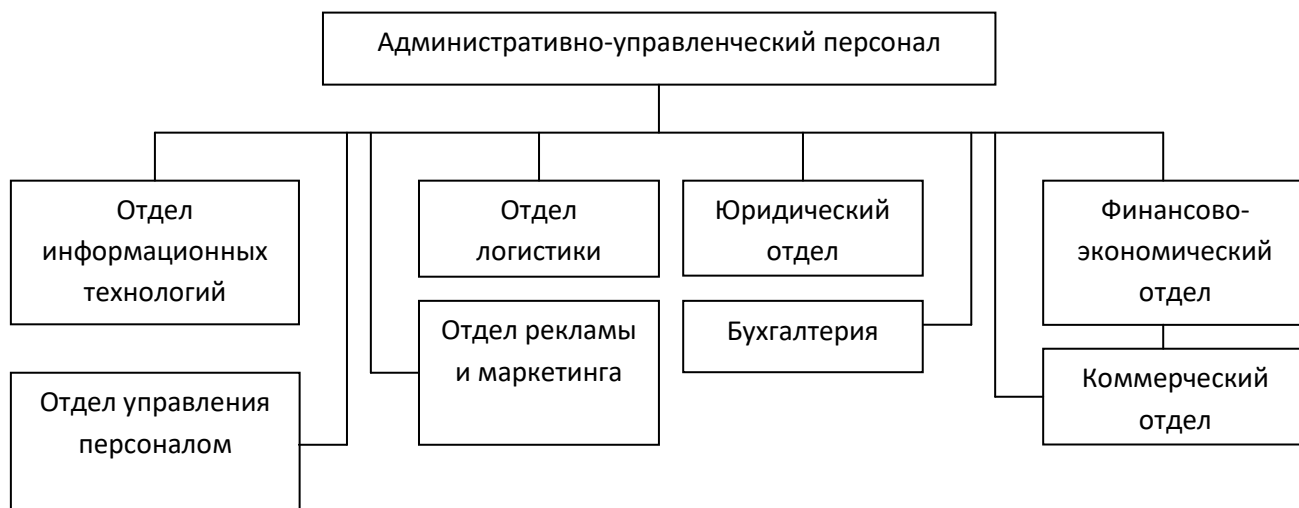 Административно-управленческий персонал
Отдел
информационных
технологий
Отдел
логистики
Юридический
отдел
Финансово-
экономический
отдел
Отдел рекламы
и маркетинга
Бухгалтерия
Коммерческий
отдел
Отдел управления
персоналом